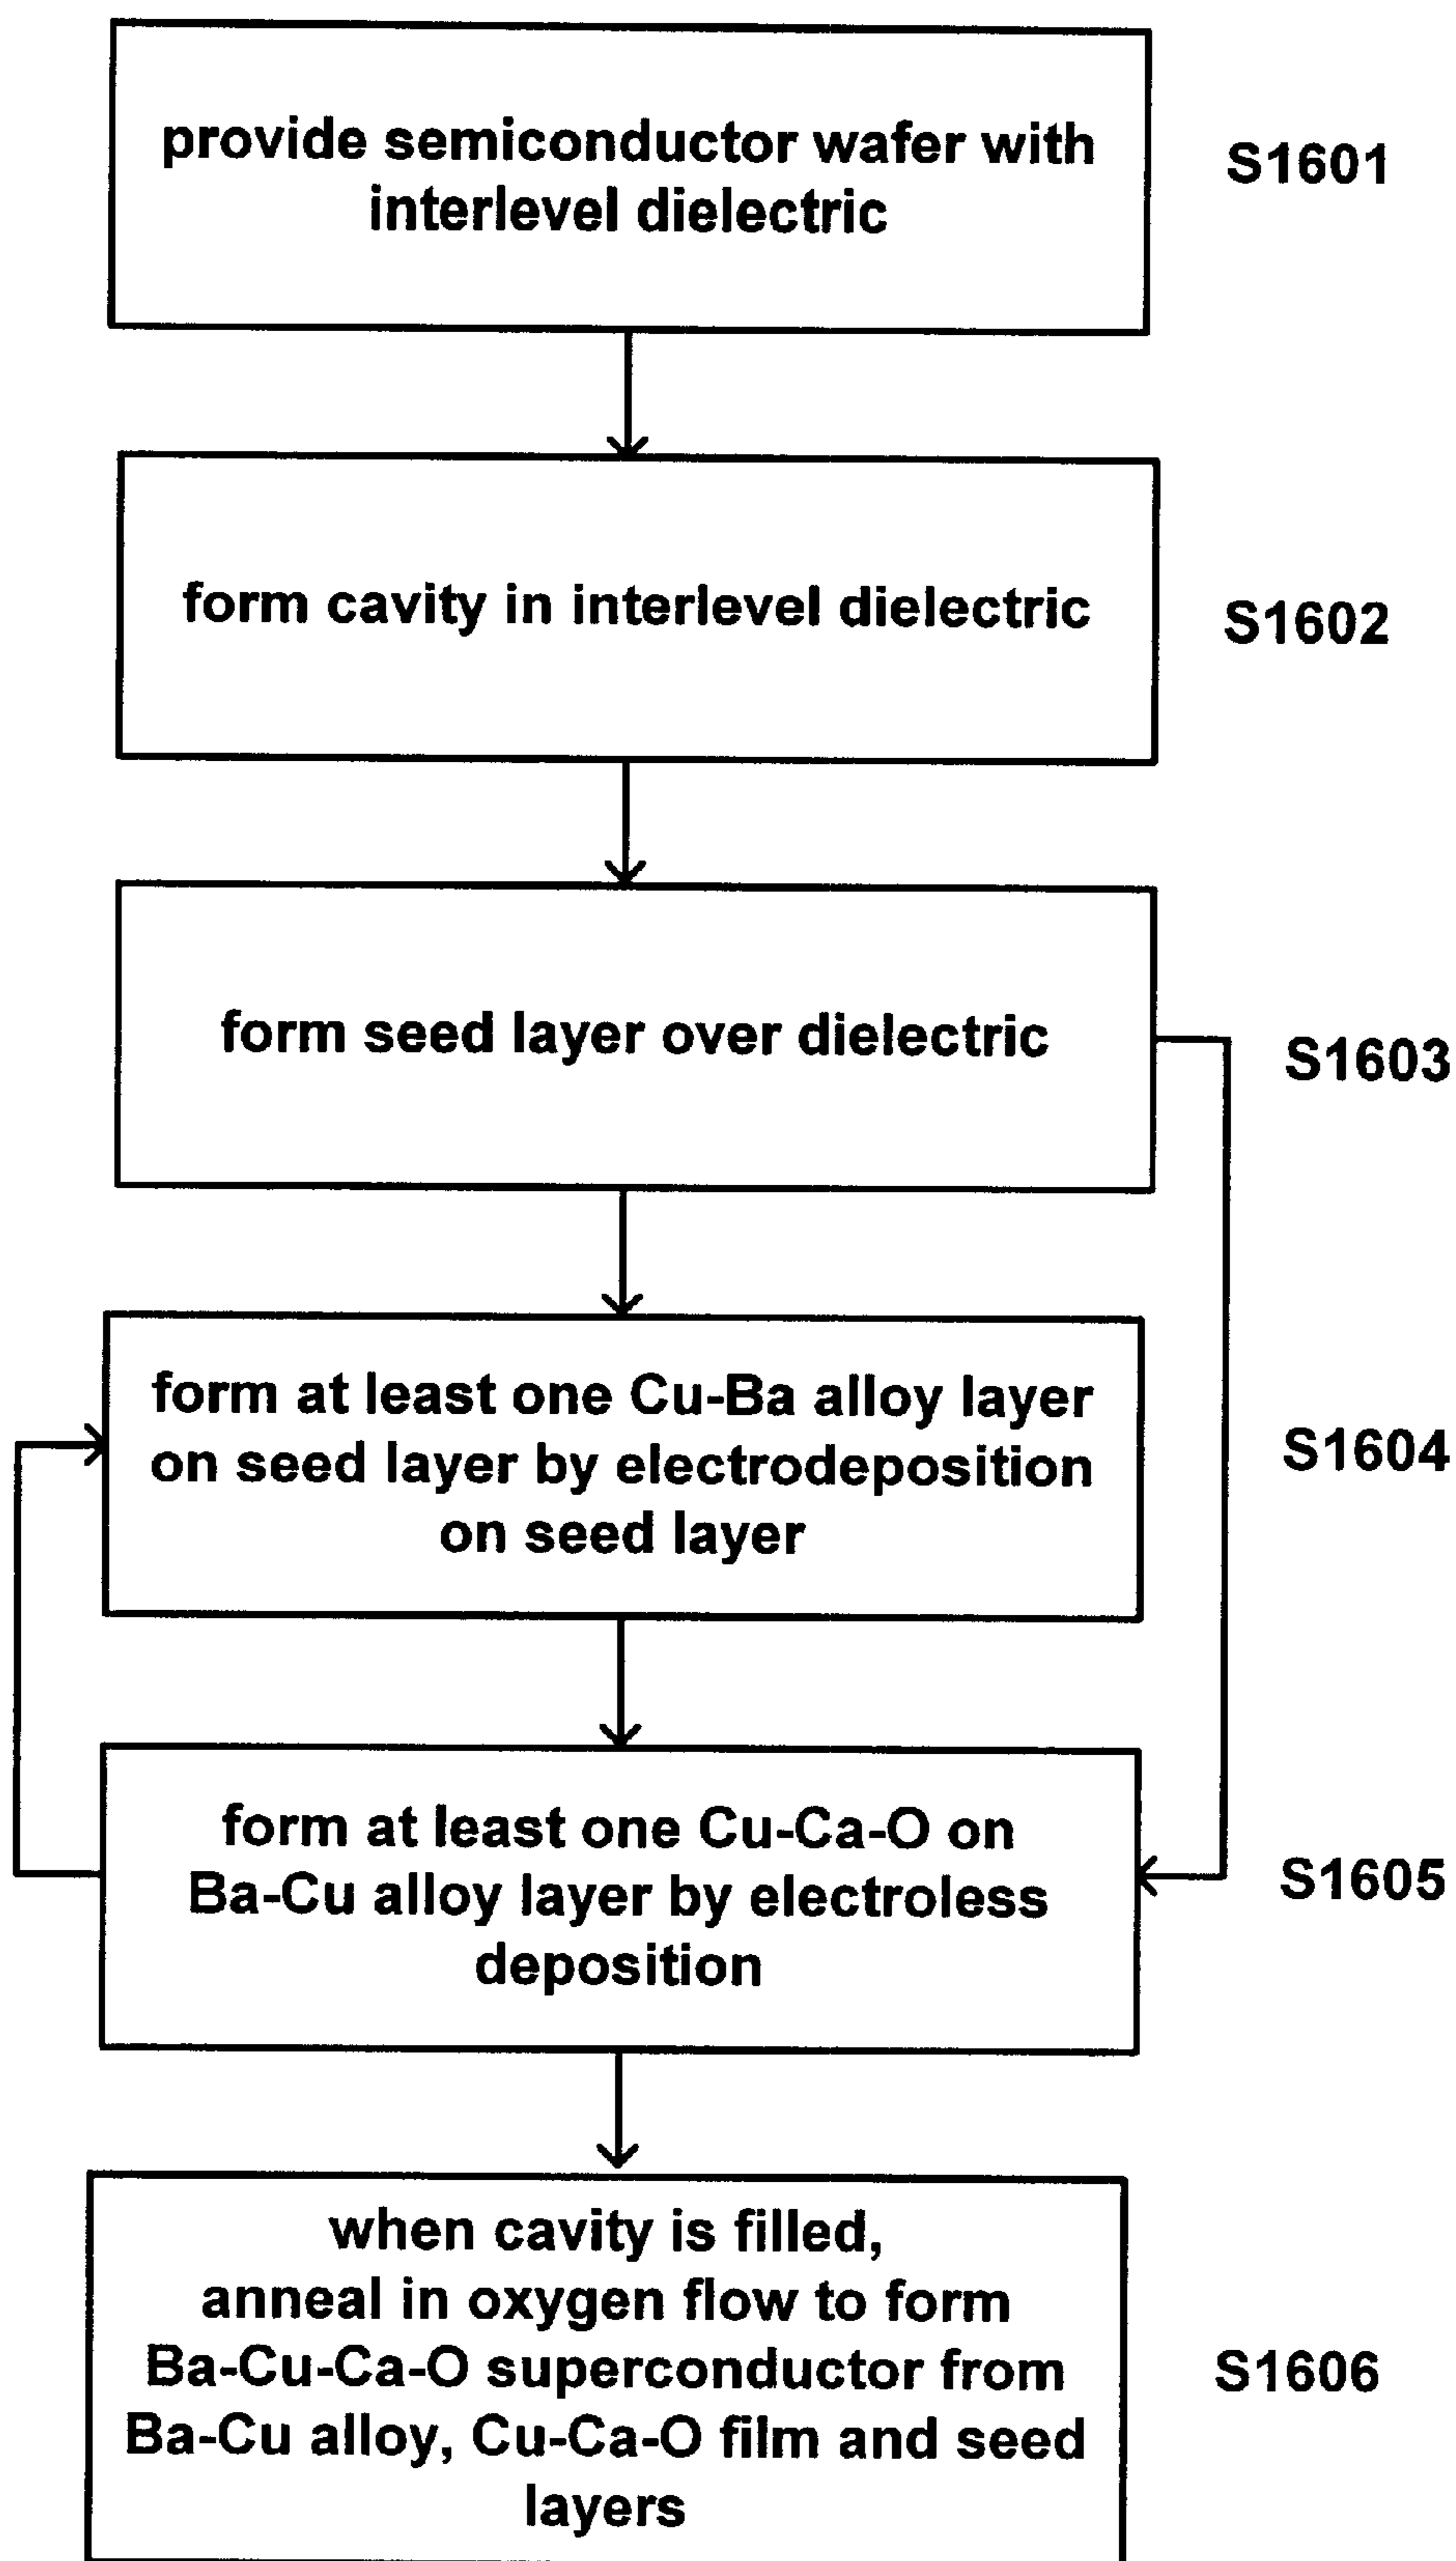 provide semiconductor wafer with
interlevel dielectric
S1601
form cavity in interlevel dielectric
S1602
form seed layer over dielectric
S1603
form at least one Cu-Ba alloy layer
on seed layer by electrodeposition
on seed layer
S1604
form at least one Cu-Ca-O on
Ba-Cu alloy layer by electroless
deposition
S1605
when cavity is filled,
anneal in oxygen flow to form
Ba-Cu-Ca-O superconductor from
Ba-Cu alloy, Cu-Ca-O film and seed
layers
S1606